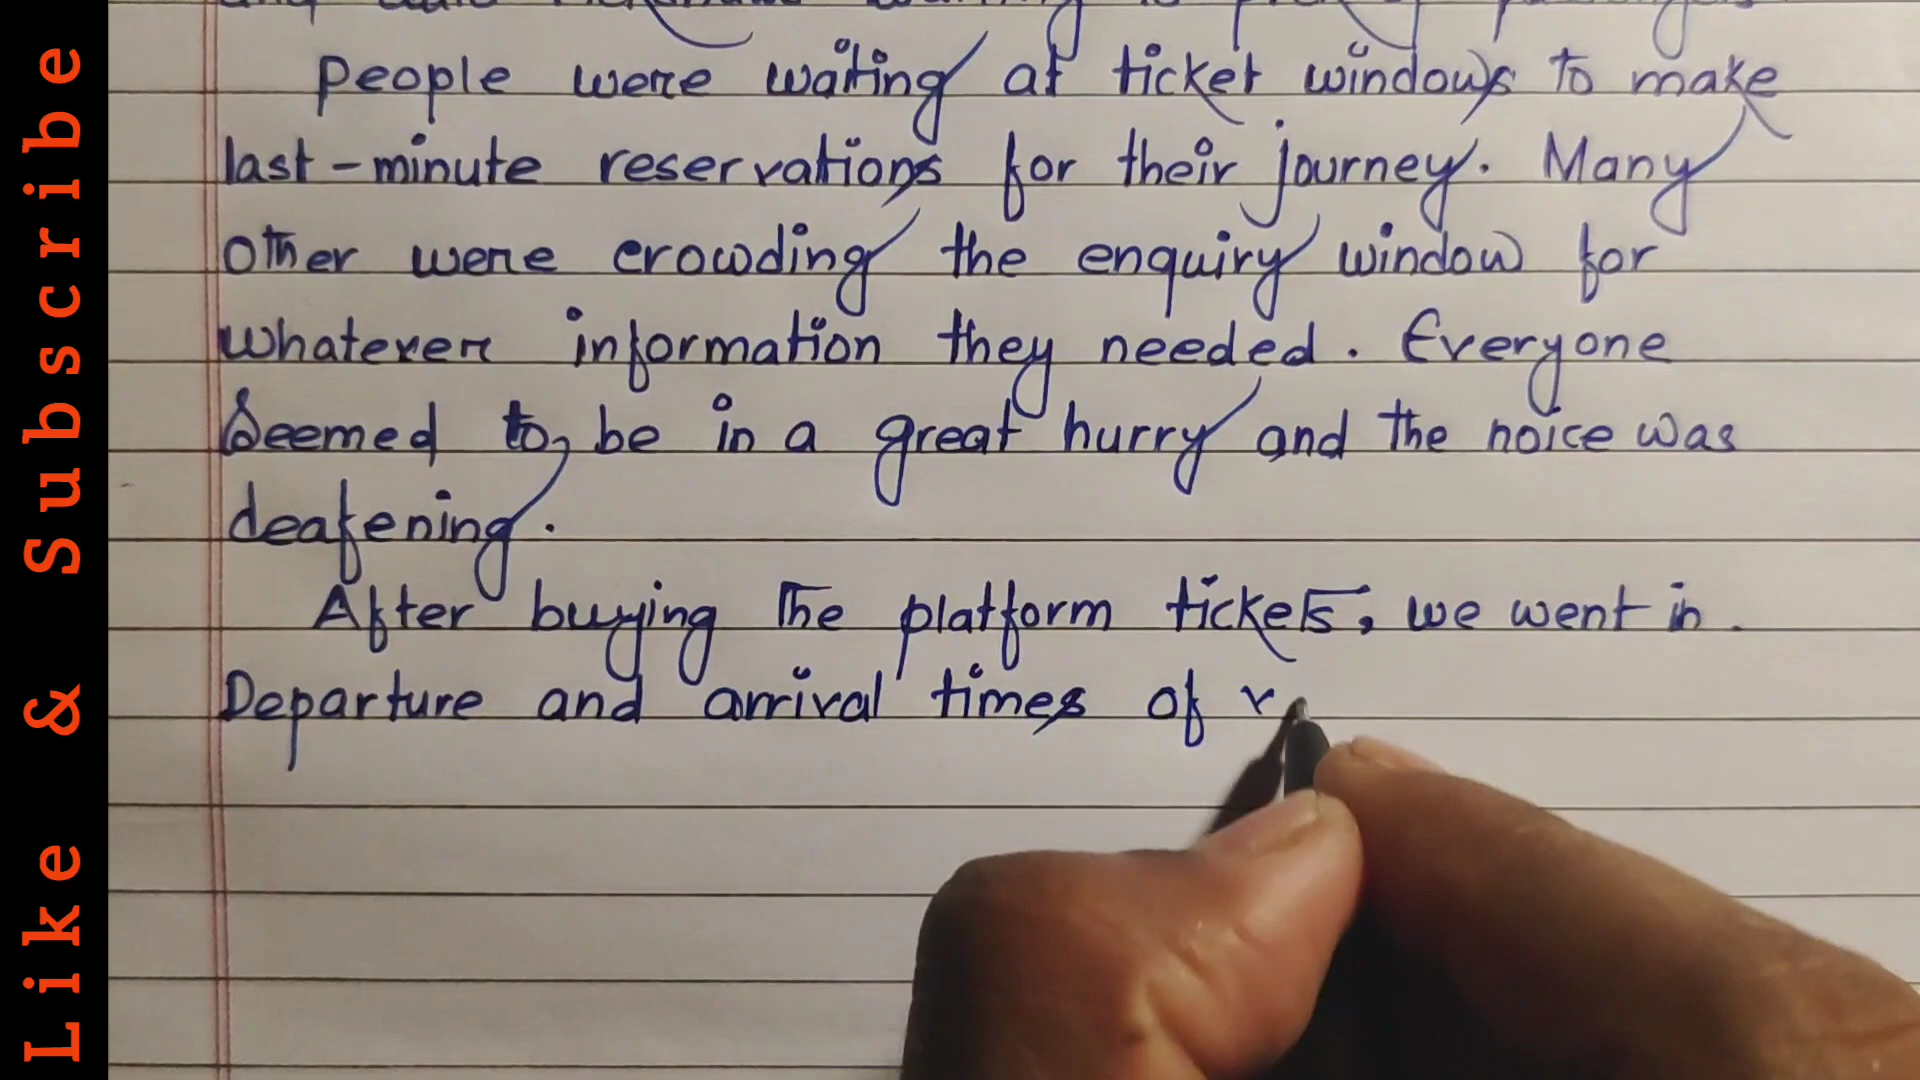 People were waiting at ticket windows to make
last-minute reservations for their journey. Many
other were crowding the enquiry window for
whatever information they needed. Everyone
Seemed to be in a great hurry and the noice was
deafening.
After buying the platform tickets, we went in.
Departure and arrival times of
Like & Subscribe